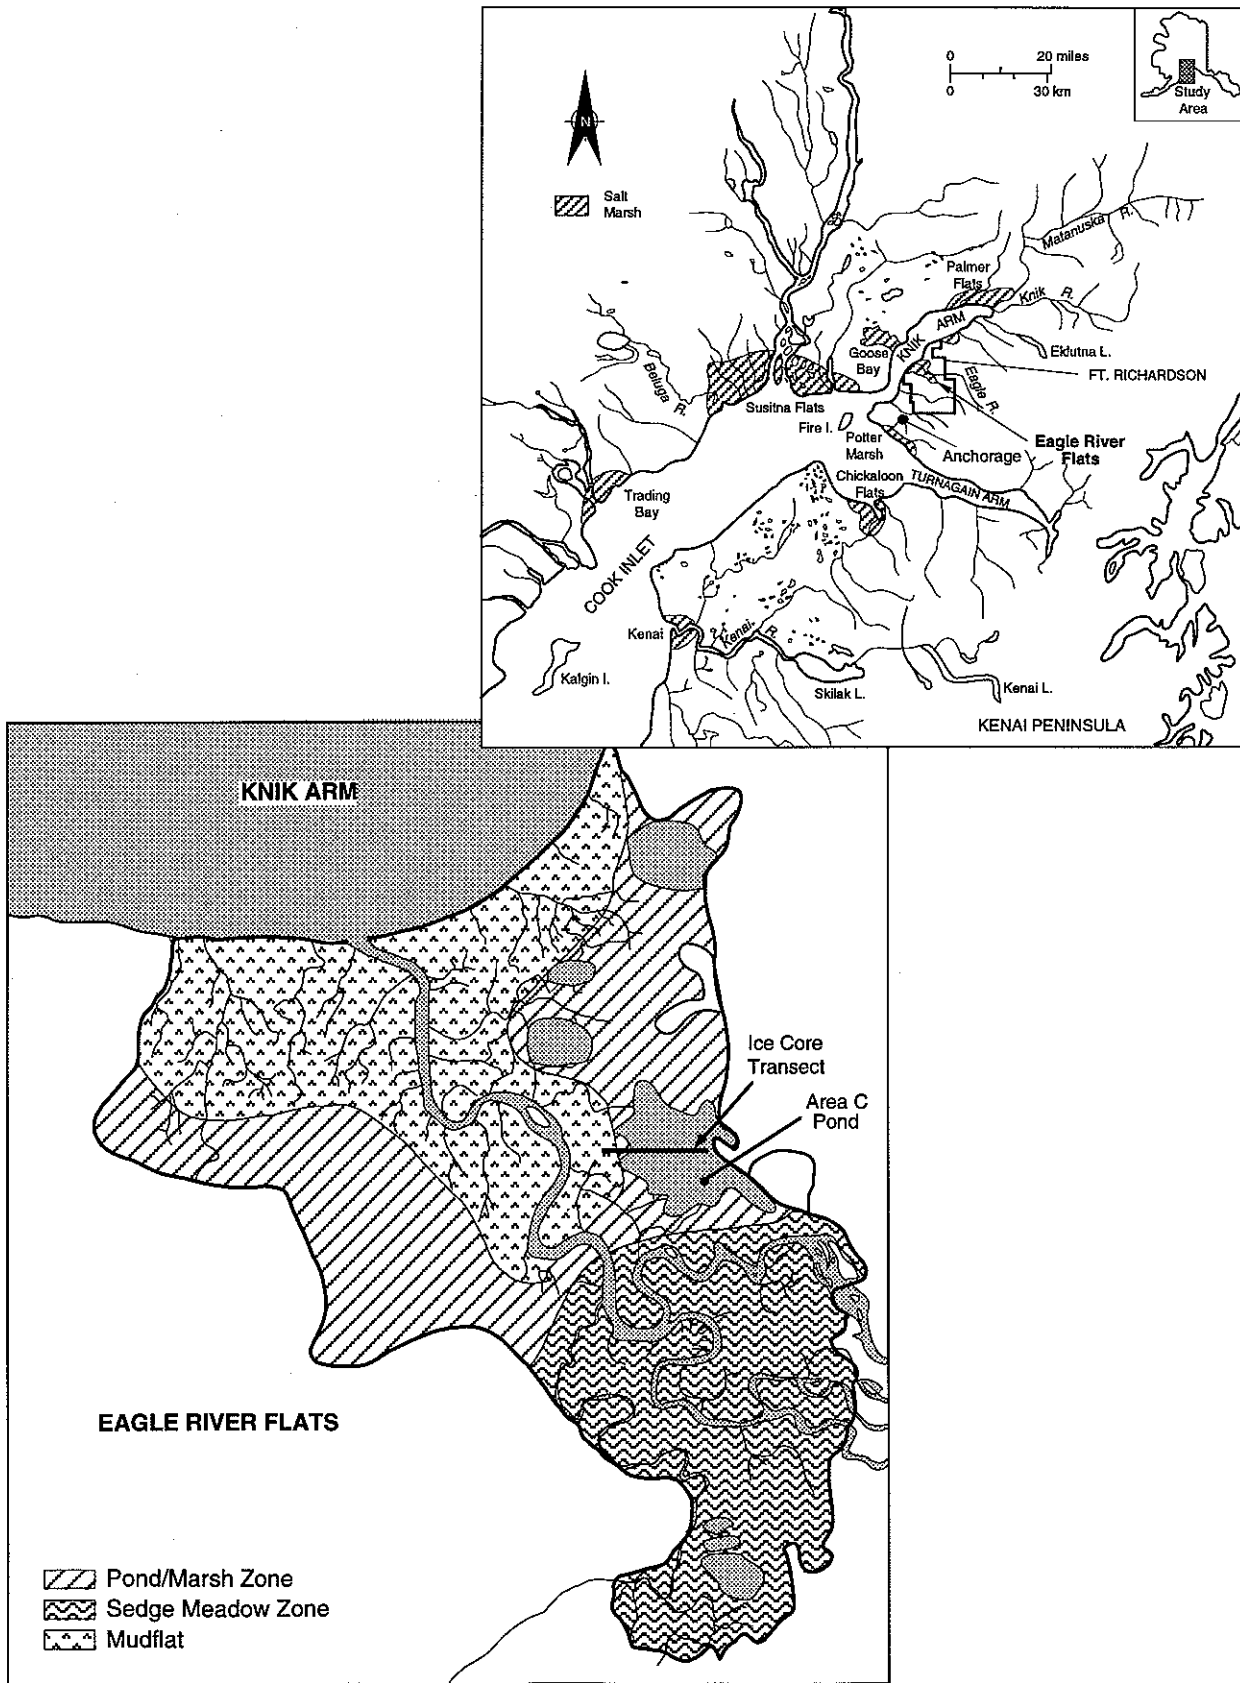 0 20 miles
0 30 km
Study
Area
N
Salt
Marsh
Matanuska R.
Palmer
Flats
Knik R.
KNIK ARM
Goose
Bay
Eklutna L.
FT. RICHARDSON
Eagle R.
Beluga R.
Susitna Flats
Fire I.
Potter
Marsh
Anchorage
Eagle River
Flats
Chickaloon
Flats
TURNAGAIN ARM
Trading
Bay
COOK INLET
Kenai
Kenai R.
Kalgin I.
Skilak L.
Kenai L.
KENAI PENINSULA
KNIK ARM
Ice Core
Transect
Area C
Pond
EAGLE RIVER FLATS
Pond/Marsh Zone
Sedge Meadow Zone
Mudflat